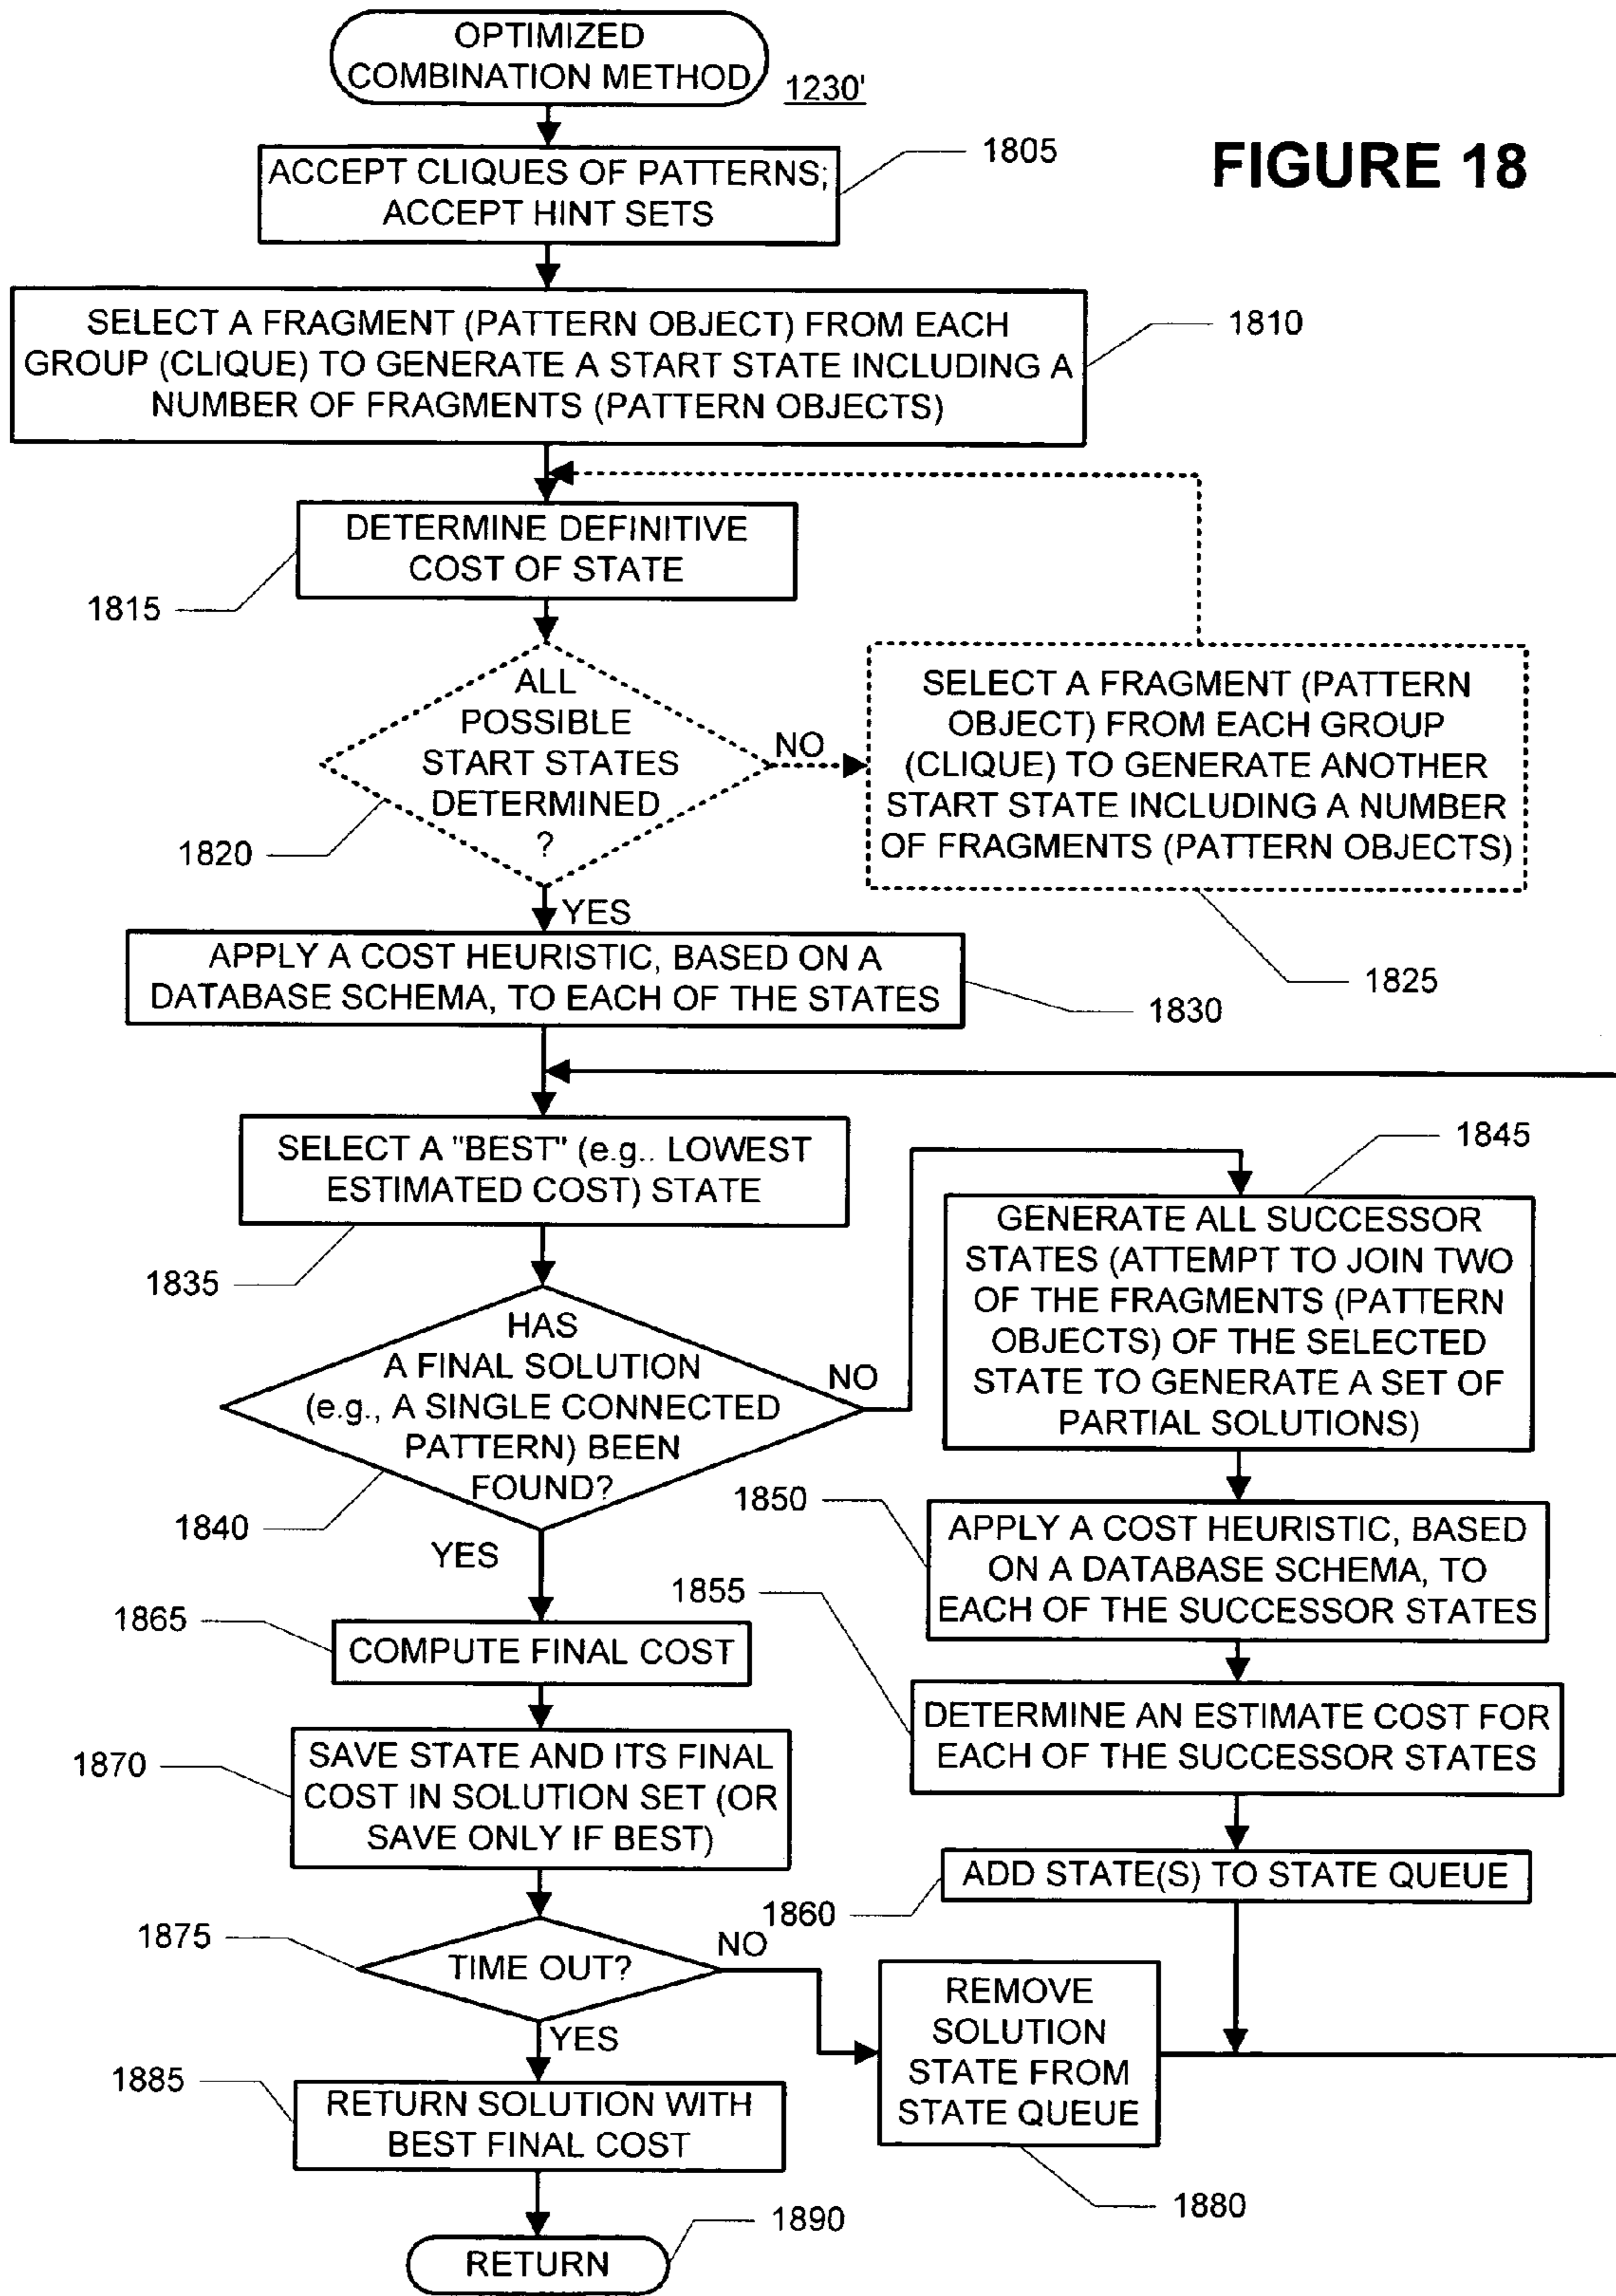 OPTIMIZED
COMBINATION METHOD
1230'
FIGURE 18
ACCEPT CLIQUES OF PATTERNS;
ACCEPT HINT SETS
1805
SELECT A FRAGMENT (PATTERN OBJECT) FROM EACH
GROUP (CLIQUE) TO GENERATE A START STATE INCLUDING A
NUMBER OF FRAGMENTS (PATTERN OBJECTS)
1810
DETERMINE DEFINITIVE
COST OF STATE
1815
ALL
POSSIBLE
START STATES
DETERMINED
?
1820
NO
SELECT A FRAGMENT (PATTERN
OBJECT) FROM EACH GROUP
(CLIQUE) TO GENERATE ANOTHER
START STATE INCLUDING A NUMBER
OF FRAGMENTS (PATTERN OBJECTS)
1825
YES
APPLY A COST HEURISTIC, BASED ON A
DATABASE SCHEMA, TO EACH OF THE STATES
1830
SELECT A "BEST" (e.g.. LOWEST
ESTIMATED COST) STATE
1835
HAS
A FINAL SOLUTION
(e.g., A SINGLE CONNECTED
PATTERN) BEEN
FOUND?
1840
NO
1845
GENERATE ALL SUCCESSOR
STATES (ATTEMPT TO JOIN TWO
OF THE FRAGMENTS (PATTERN
OBJECTS) OF THE SELECTED
STATE TO GENERATE A SET OF
PARTIAL SOLUTIONS)
1850
APPLY A COST HEURISTIC, BASED
ON A DATABASE SCHEMA, TO
EACH OF THE SUCCESSOR STATES
1855
DETERMINE AN ESTIMATE COST FOR
EACH OF THE SUCCESSOR STATES
ADD STATE(S) TO STATE QUEUE
1860
YES
1865
COMPUTE FINAL COST
1870
SAVE STATE AND ITS FINAL
COST IN SOLUTION SET (OR
SAVE ONLY IF BEST)
1875
TIME OUT?
NO
REMOVE
SOLUTION
STATE FROM
STATE QUEUE
1880
YES
1885
RETURN SOLUTION WITH
BEST FINAL COST
1890
RETURN